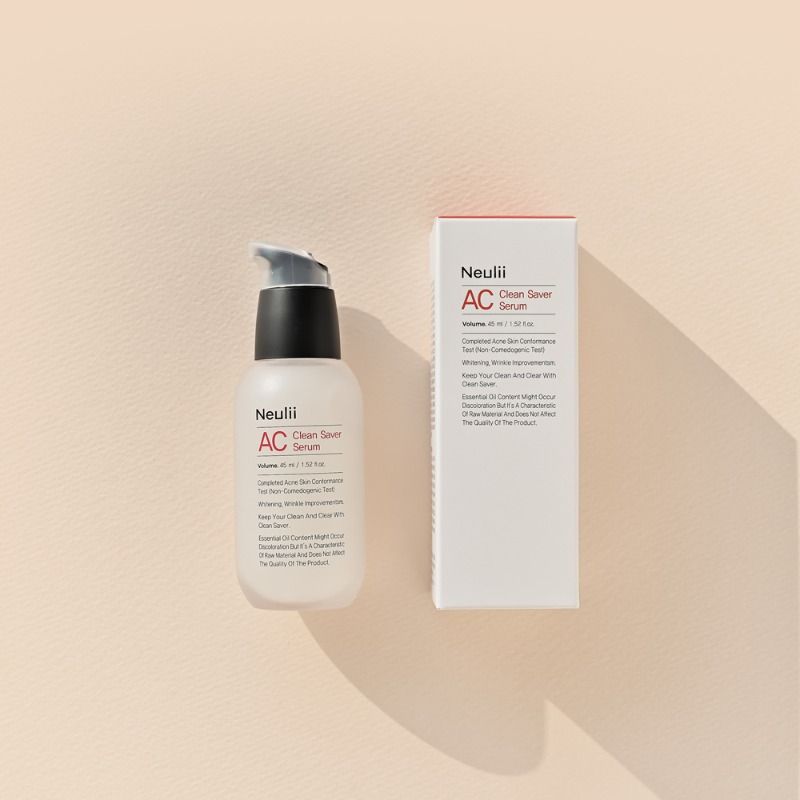 Neulii
AC Clean Saver
Serum
Volume. 45 ml / 1.52 fl.oz.
Completed Acne Skin Conformance
Test (Non-Comedogenic Test)
Whitening, Wrinkle Improvementsm.
Keep Your Clean And Clear With
Clean Saver.
Essential Oil Content Might Occur
Discoloration But It's A Characteristic
Of Raw Material And Does Not Affect
The Quality Of The Product.
Neulii
AC Clean Saver
Serum
Volume. 45 ml / 1.52 fl.oz.
Completed Acne Skin Conformance
Test (Non-Comedogenic Test)
Whitening, Wrinkle Improvementsm.
Keep Your Clean And Clear With
Clean Saver.
Essential Oil Content Might Occur
Discoloration But It's A Characteristic
Of Raw Material And Does Not Affect
The Quality Of The Product.